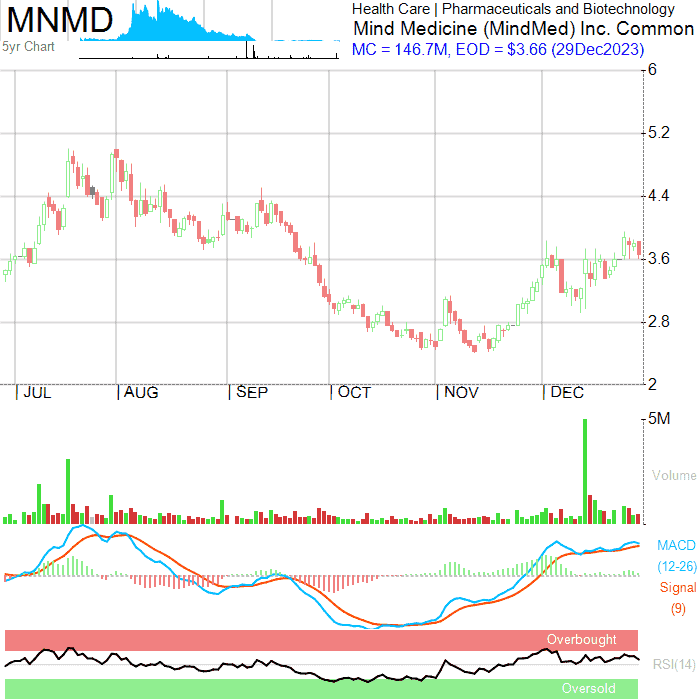 MNMD
5yr Chart
Health Care | Pharmaceuticals and Biotechnology
Mind Medicine (MindMed) Inc. Common
MC = 146.7M, EOD = $3.66 (29Dec2023)
6
5.2
4.4
3.6
2.8
2
JUL AUG SEP OCT NOV DEC
5M
Volume
MACD
(12-26)
Signal
(9)
Overbought
RSI(14)
Oversold